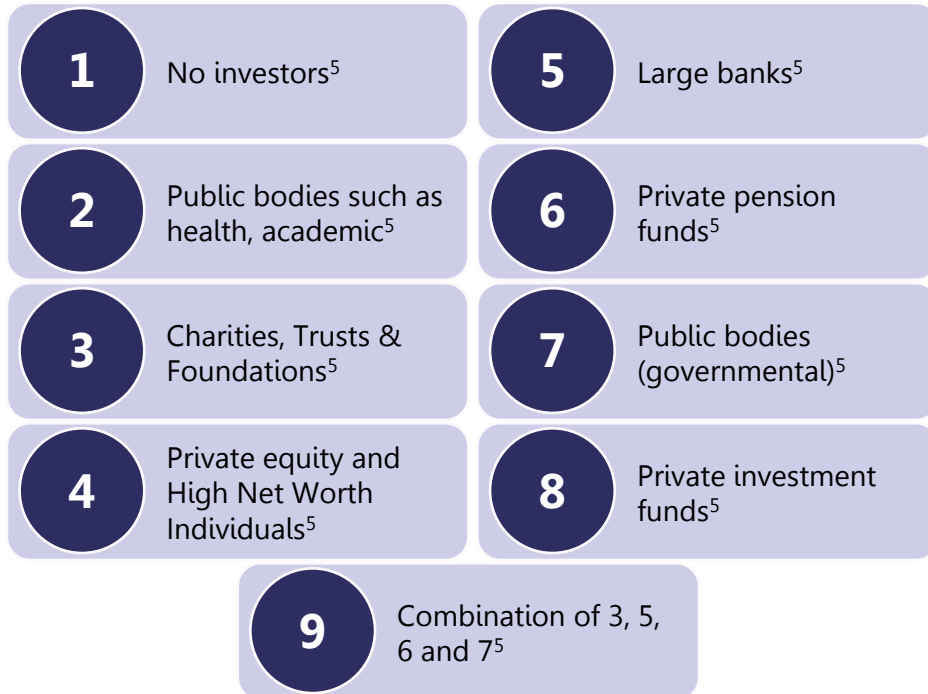 1
No investors⁵
2
Public bodies such as
health, academic⁵
3
Charities, Trusts &
Foundations⁵
4
Private equity and
High Net Worth
Individuals⁵
5
Large banks⁵
6
Private pension
funds⁵
7
Public bodies
(governmental)⁵
8
Private investment
funds⁵
9
Combination of 3, 5,
6 and 7⁵